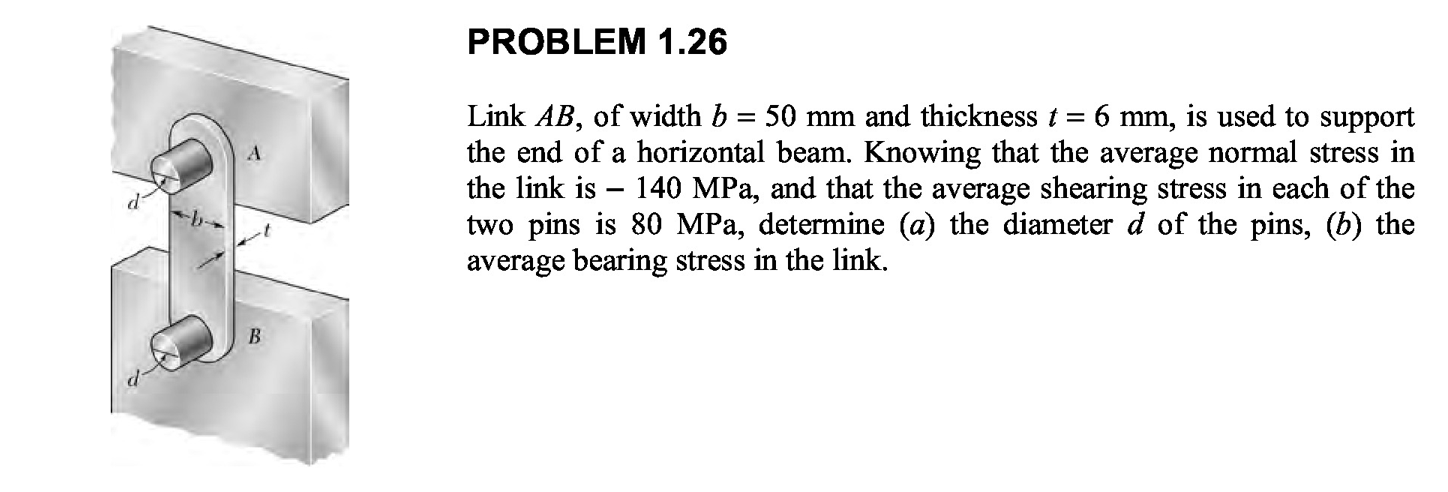 PROBLEM 1.26
Link AB, of width b = 50 mm and thickness t = 6 mm, is used to support
the end of a horizontal beam. Knowing that the average normal stress in
the link is – 140 MPa, and that the average shearing stress in each of the
two pins is 80 MPa, determine (a) the diameter d of the pins, (b) the
average bearing stress in the link.
A
d
b
t
B
d